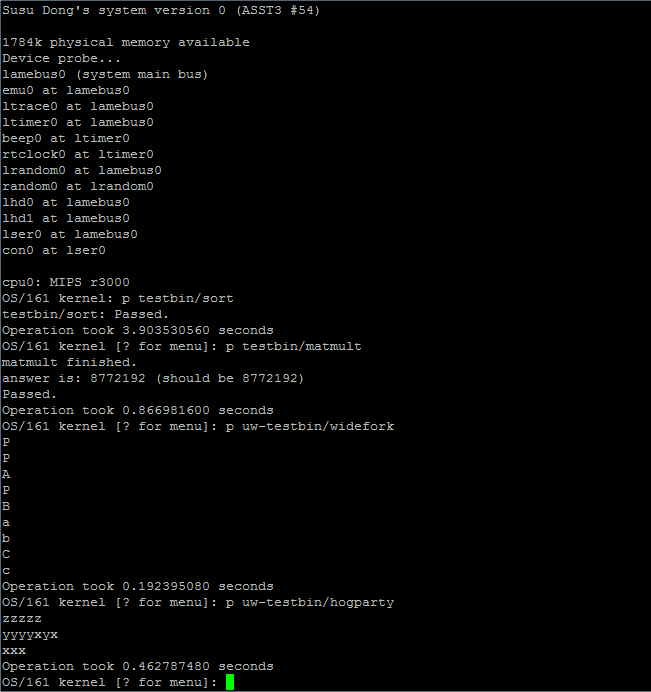 Susu Dong's system version 0 (ASST3 #54)
1784k physical memory available
Device probe...
lamebus0 (system main bus)
emu0 at lamebus0
ltrace0 at lamebus0
ltimer0 at lamebus0
beep0 at ltimer0
rtclock0 at ltimer0
lrandom0 at lamebus0
random0 at lrandom0
lhd0 at lamebus0
lhd1 at lamebus0
lser0 at lamebus0
con0 at lser0
cpu0: MIPS r3000
OS/161 kernel: p testbin/sort
testbin/sort: Passed.
Operation took 3.903530560 seconds
OS/161 kernel [? for menu]: p testbin/matmult
matmult finished.
answer is: 8772192 (should be 8772192)
Passed.
Operation took 0.866981600 seconds
OS/161 kernel [? for menu]: p uw-testbin/widefork
P
P
A
P
B
a
b
C
c
Operation took 0.192395080 seconds
OS/161 kernel [? for menu]: p uw-testbin/hogparty
zzzzz
yyyyxyx
xxx
Operation took 0.462787480 seconds
OS/161 kernel [? for menu]: